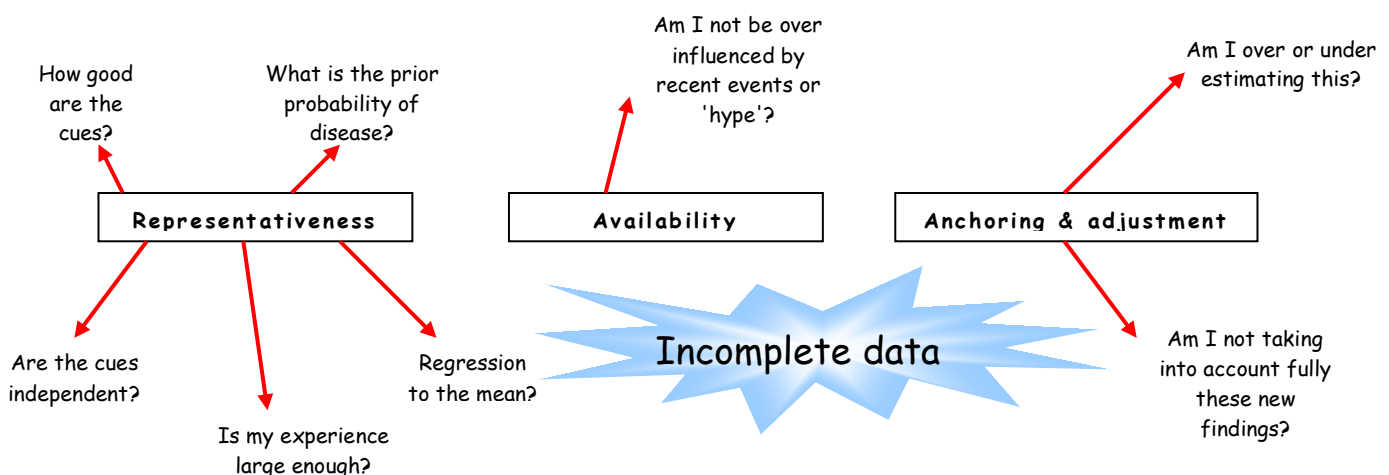 How good
are the
cues?
What is the prior
probability of
disease?
Am I not be over
influenced by
recent events or
'hype'?
Am I over or under
estimating this?
Representativeness
Availability
Anchoring & adjustment
Are the cues
independent?
Is my experience
large enough?
Regression
to the mean?
Incomplete data
Am I not taking
into account fully
these new
findings?